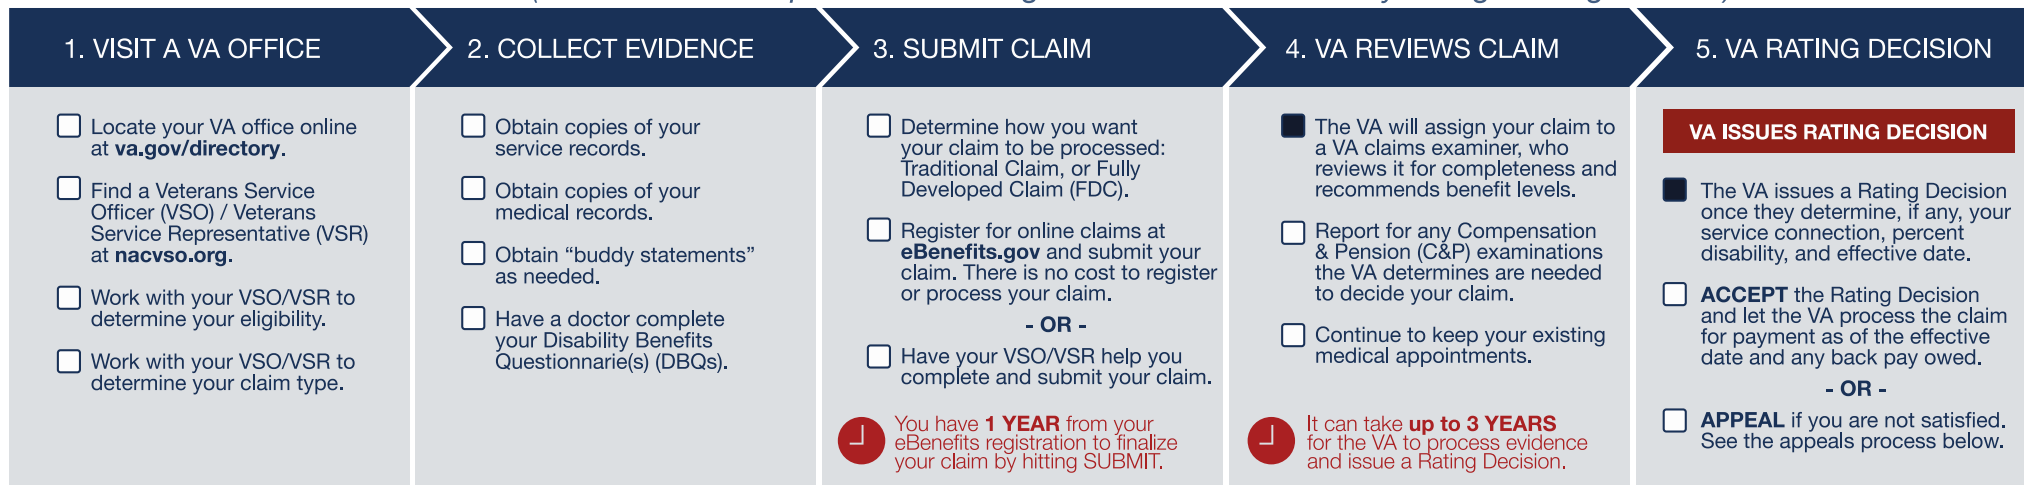 1. VISIT A VA OFFICE
Locate your VA office online
at va.gov/directory.
Find a Veterans Service
Officer (VSO) / Veterans
Service Representative (VSR)
at nacvso.org.
Work with your VSO/VSR to
determine your eligibility.
Work with your VSO/VSR to
determine your claim type.
2. COLLECT EVIDENCE
Obtain copies of your
service records.
Obtain copies of your
medical records.
Obtain “buddy statements”
as needed.
Have a doctor complete
your Disability Benefits
Questionnarie(s) (DBQs).
3. SUBMIT CLAIM
Determine how you want
your claim to be processed:
Traditional Claim, or Fully
Developed Claim (FDC).
Register for online claims at
eBenefits.gov and submit your
claim. There is no cost to register
or process your claim.
- OR -
Have your VSO/VSR help you
complete and submit your claim.
You have 1 YEAR from your
eBenefits registration to finalize
your claim by hitting SUBMIT.
4. VA REVIEWS CLAIM
The VA will assign your claim to
a VA claims examiner, who
reviews it for completeness and
recommends benefit levels.
Report for any Compensation
& Pension (C&P) examinations
the VA determines are needed
to decide your claim.
Continue to keep your existing
medical appointments.
It can take up to 3 YEARS
for the VA to process evidence
and issue a Rating Decision.
5. VA RATING DECISION
VA ISSUES RATING DECISION
The VA issues a Rating Decision
once they determine, if any, your
service connection, percent
disability, and effective date.
ACCEPT the Rating Decision
and let the VA process the claim
for payment as of the effective
date and any back pay owed.
- OR -
APPEAL if you are not satisfied.
See the appeals process below.